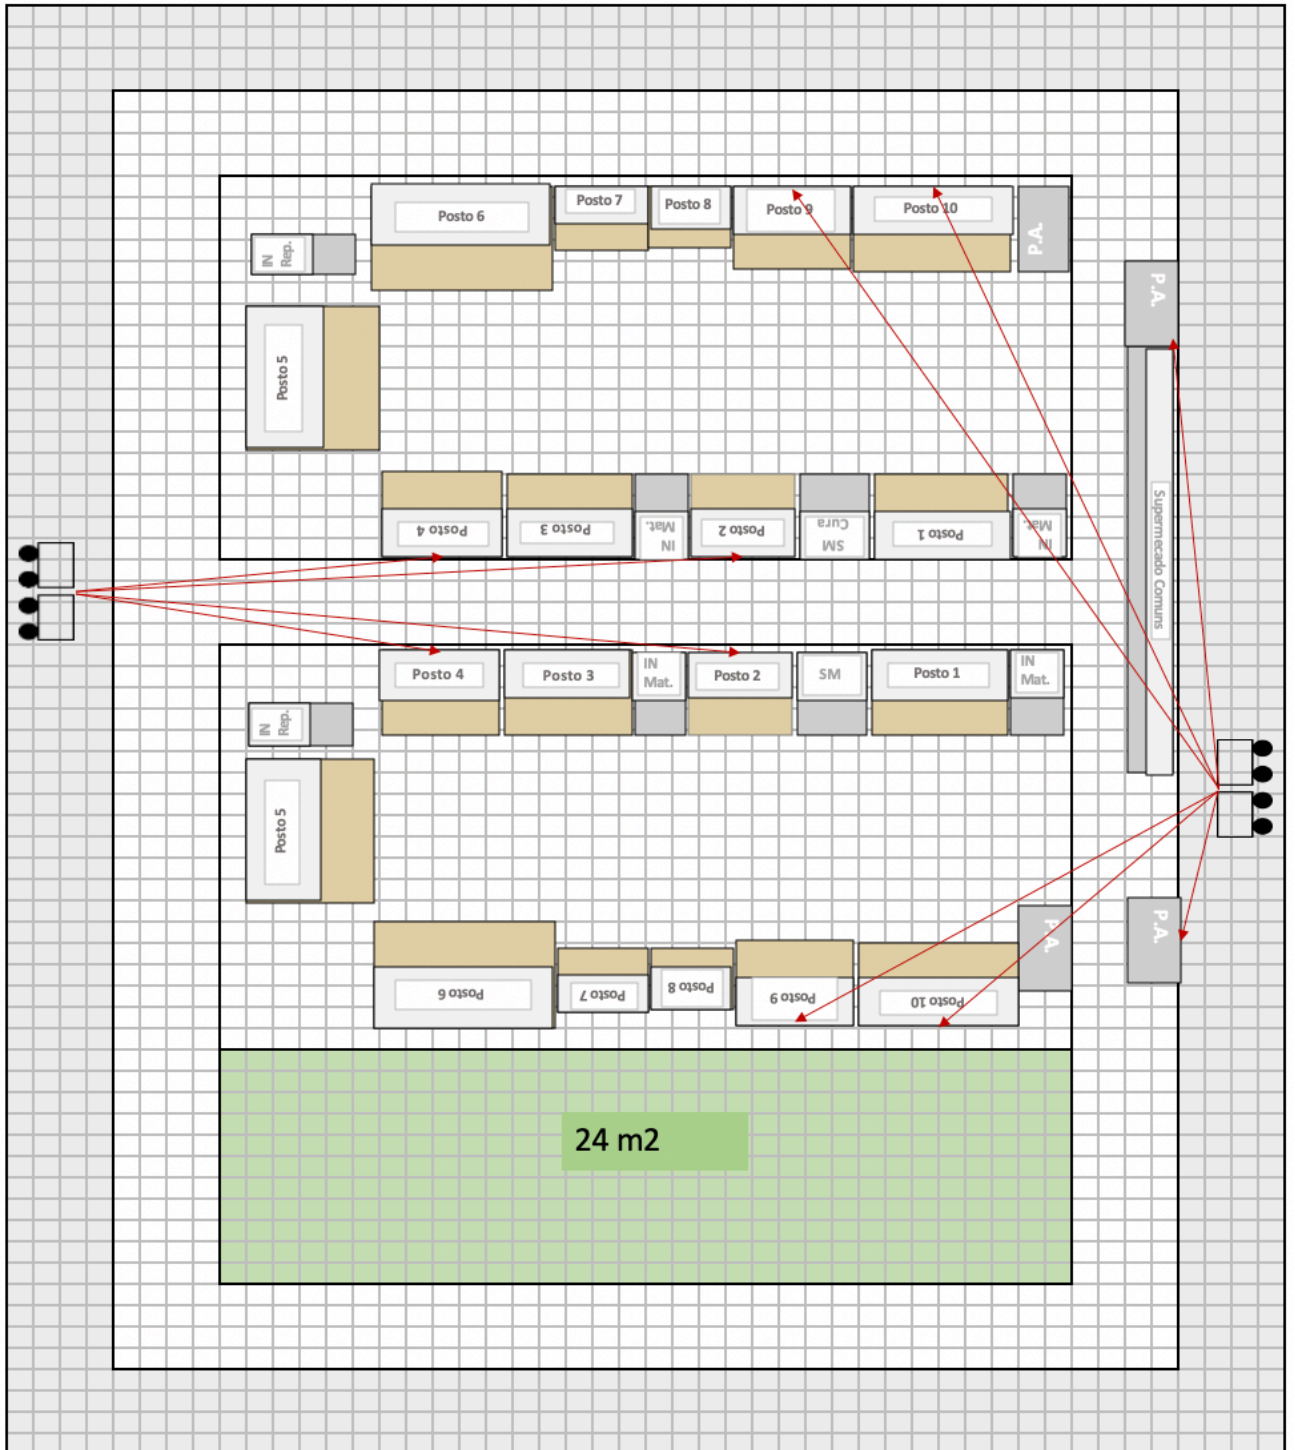 Posto 6
Posto 7
Posto 8
Posto 9
Posto 10
P.A.
IN
Rep.
P.A.
Posto 5
Posto 4
Posto 3
IN
Mat.
Posto 2
SM
Cura
Posto 1
IN
Mat.
Supermecado Comuns
Posto 4
Posto 3
IN
Mat.
Posto 2
SM
Posto 1
IN
Mat.
IN
Rep.
Posto 5
P.A.
P.A.
Posto 6
Posto 7
Posto 8
Posto 9
Posto 10
24 m2